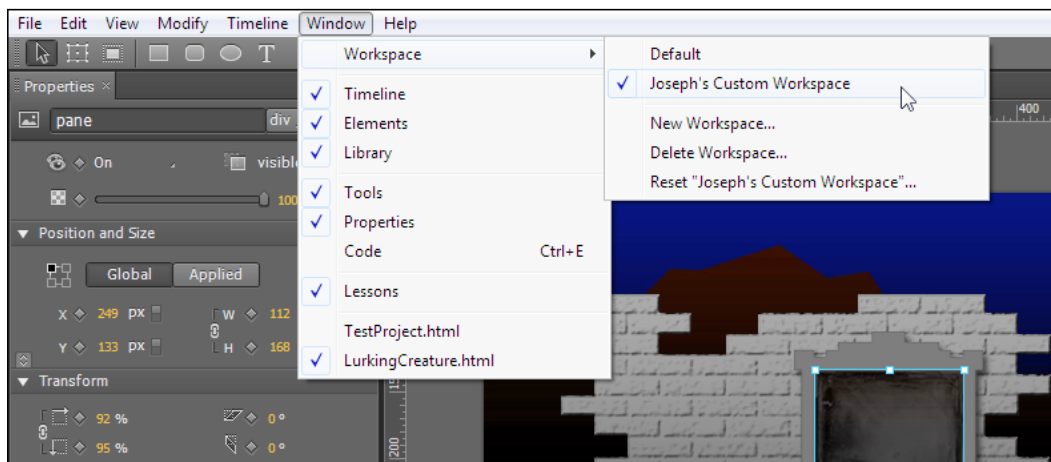 File Edit View Modify Timeline Window Help
T
Workspace
Default
Properties ×
Joseph's Custom Workspace
Timeline
400
pane
div
Elements
New Workspace...
Library
Delete Workspace...
On
visible
Reset "Joseph's Custom Workspace"...
Tools
100
Properties
Position and Size
Code Ctrl+E
Global Applied
Lessons
X 249 px W 112
TestProject.html
Y 133 px H 168
LurkingCreature.html
Transform
92 % 0°
95 % 0°
200